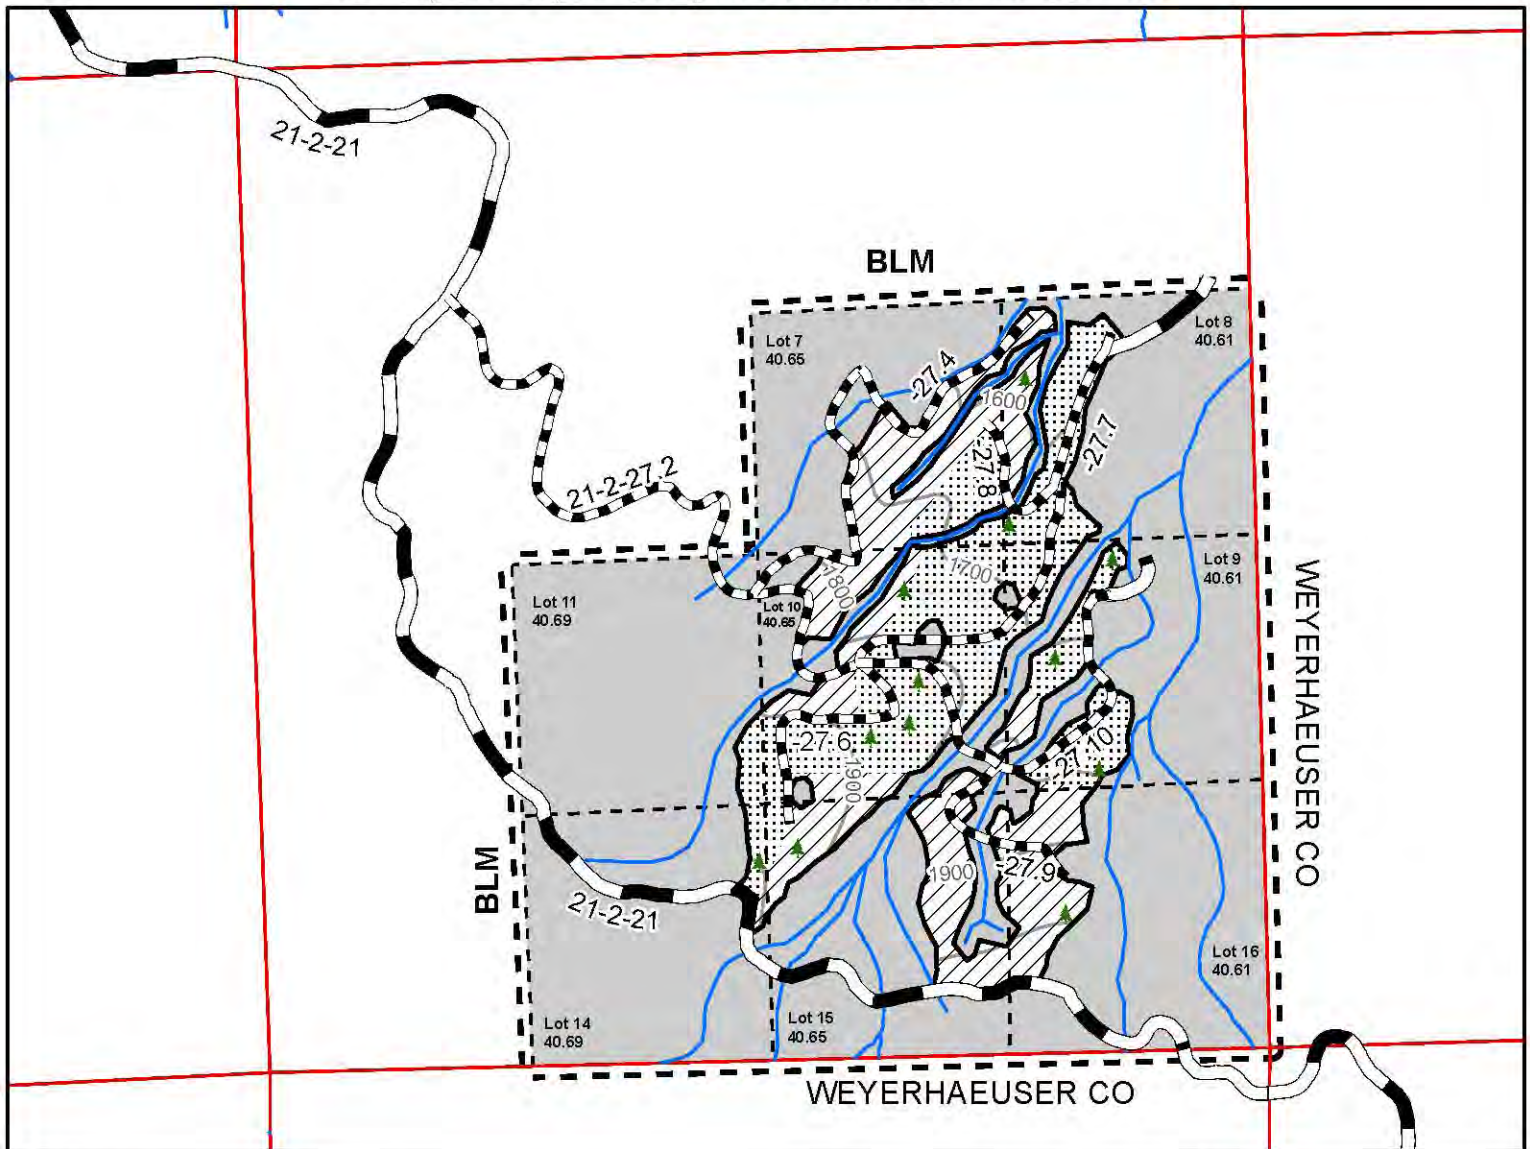 21-2-21
BLM
Lot 7
40.65
Lot 8
40.61
-27.4
1600
-27.7
-27.8
21-2-27.2
1700
Lot 9
40.61
1800
Lot 10
40.65
Lot 11
40.69
WEYERHAEUSER CO
-27.6
-27.10
1900
BLM
1900
-27.9
21-2-21
Lot 16
40.61
Lot 14
40.69
Lot 15
40.65
WEYERHAEUSER CO